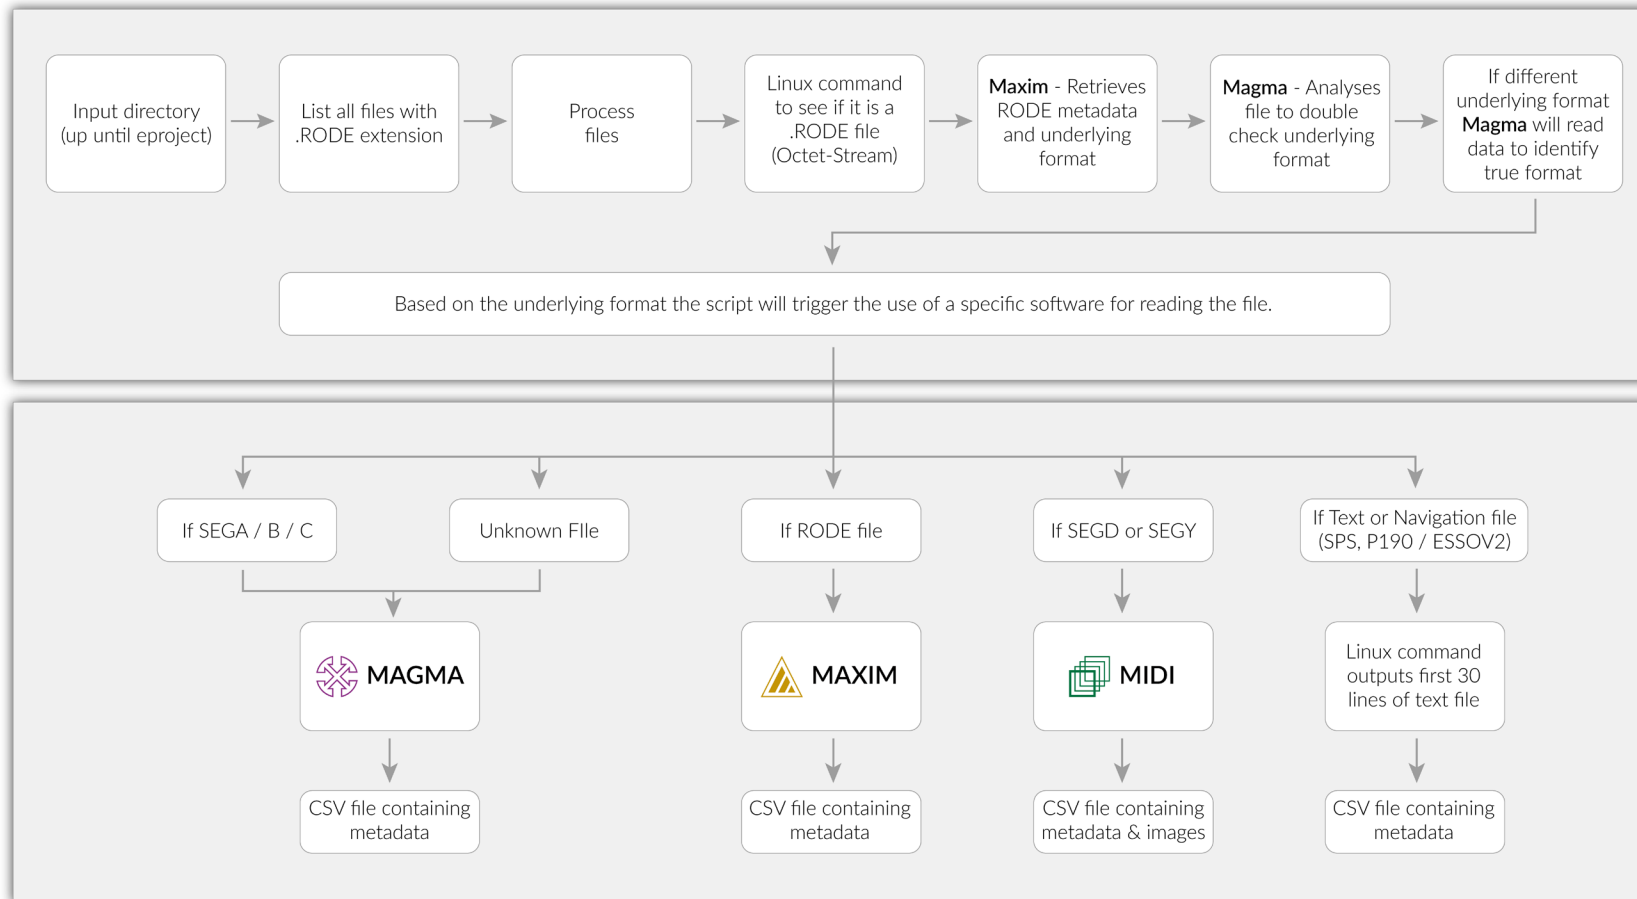 Input directory
(up until eproject)
List all files with
.RODE extension
Process
files
Linux command
to see if it is a
.RODE file
(Octet-Stream)
Maxim - Retrieves
RODE metadata
and underlying
format
Magma - Analyses
file to double
check underlying
format
If different
underlying format
Magma will read
data to identify
true format
Based on the underlying format the script will trigger the use of a specific software for reading the file.
If SEGA / B / C
Unknown FIle
If RODE file
If SEGD or SEGY
If Text or Navigation file
(SPS, P190 / ESSOV2)
MAGMA
MAXIM
MIDI
Linux command
outputs first 30
lines of text file
CSV file containing
metadata
CSV file containing
metadata
CSV file containing
metadata & images
CSV file containing
metadata